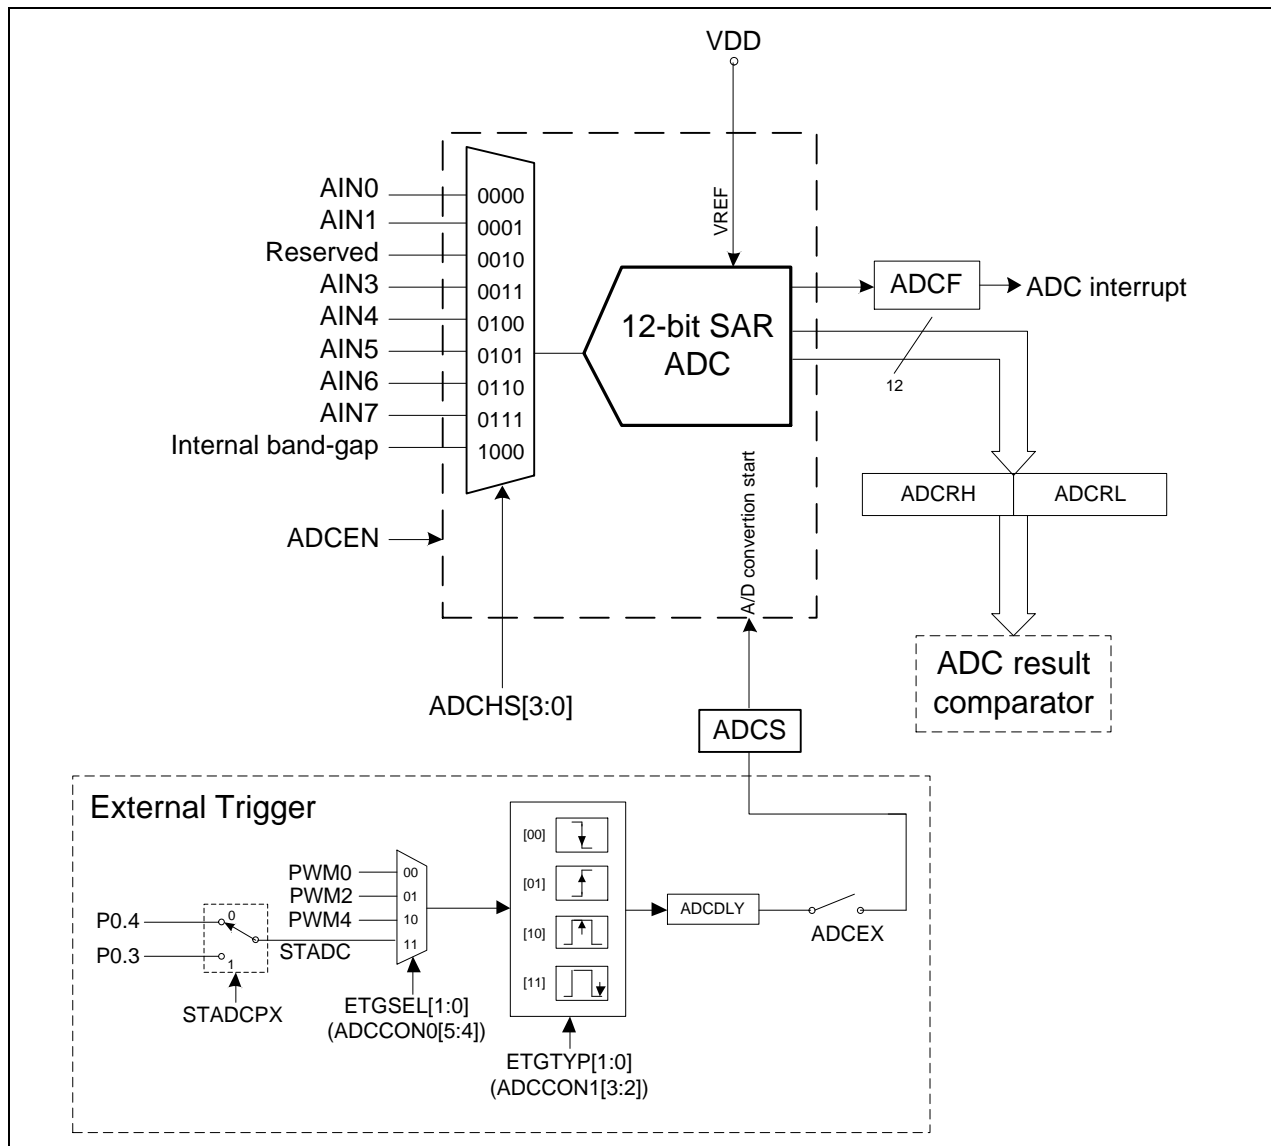 VDD
VREF
AIN0 0000
AIN1 0001
Reserved 0010
AIN3 0011
AIN4 0100
AIN5 0101
AIN6 0110
AIN7 0111
Internal band-gap 1000
12-bit SAR
ADC
ADCF
ADC interrupt
12
ADCRH ADCRL
ADC result
comparator
ADCEN
A/D convertion start
ADCHS[3:0]
ADCS
External Trigger
PWM0 00
PWM2 01
PWM4 10
STADC 11
P0.4 0
P0.3 1
STADCPX
ETGSEL[1:0]
(ADCCON0[5:4])
[00]
[01]
[10]
[11]
ETGTYP[1:0]
(ADCCON1[3:2])
ADCDLY
ADCEX